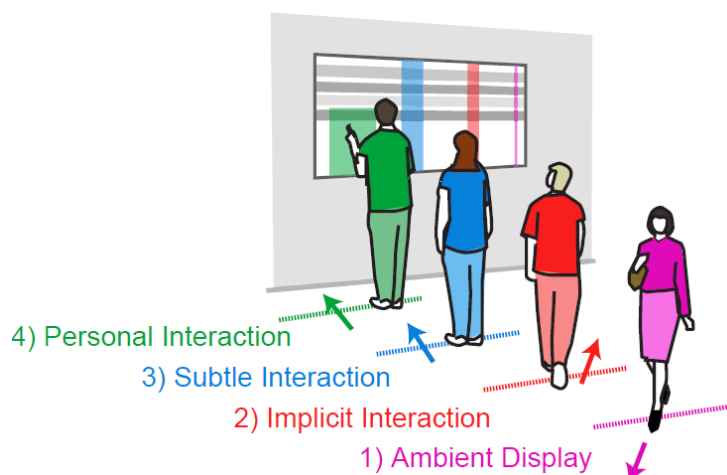 4) Personal Interaction
3) Subtle Interaction
2) Implicit Interaction
1) Ambient Display